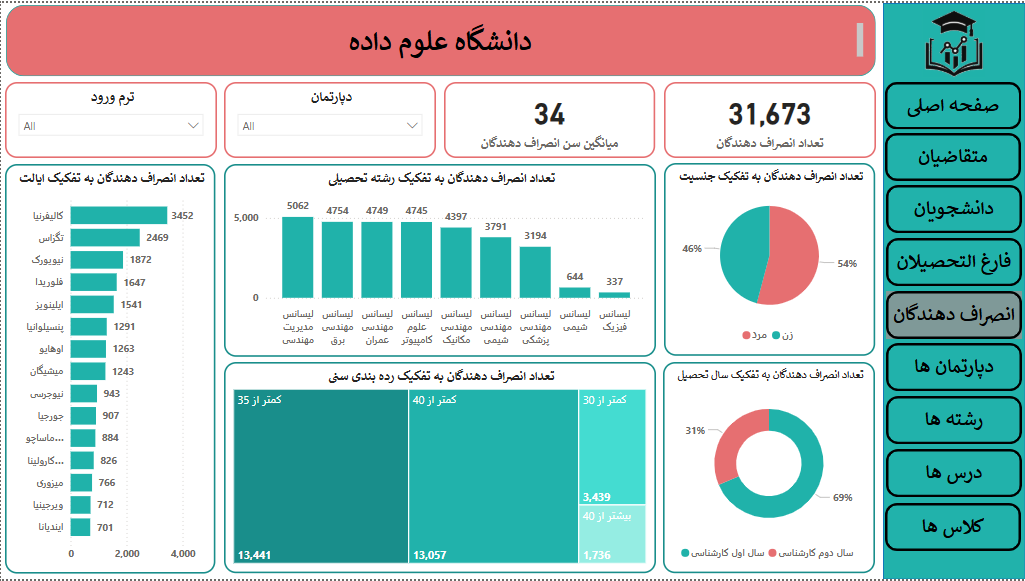 دانشگاه علوم داده
صفحه اصلی
متقاضیان
دانشجویان
فارغ التحصیلان
انصراف دهندگان
دپارتمان ها
رشته ها
درس ها
کلاس ها
31,673
تعداد انصراف دهندگان
34
میانگین سن انصراف دهندگان
دپارتمان
All
ترم ورود
All
تعداد انصراف دهندگان به تفکیک جنسیت
46%
54%
زن
مرد
تعداد انصراف دهندگان به تفکیک رشته تحصیلی
5,000
0
5062
4754
4749
4745
4397
3791
3194
644
337
لیسانس مدیریت مهندسی
لیسانس مهندسی برق
لیسانس مهندسی عمران
لیسانس علوم کامپیوتر
لیسانس مهندسی مکانیک
لیسانس مهندسی شیمی
لیسانس مهندسی پزشکی
لیسانس شیمی
لیسانس فیزیک
تعداد انصراف دهندگان به تفکیک ایالت
کالیفرنیا 3452
تگزاس 2469
نیویورک 1872
فلوریدا 1647
ایلینویز 1541
پنسیلوانیا 1291
اوهایو 1263
میشیگان 1243
نیوجرسی 943
جورجیا 907
ماساچو... 884
کارولینا... 826
میزوری 766
ویرجینیا 712
ایندیانا 701
0 2,000 4,000
تعداد انصراف دهندگان به تفکیک سال تحصیل
31%
69%
سال دوم کارشناسی
سال اول کارشناسی
تعداد انصراف دهندگان به تفکیک رده بندی سنی
کمتر از 35
13,441
کمتر از 40
13,057
کمتر از 30
3,439
بیشتر از 40
1,736